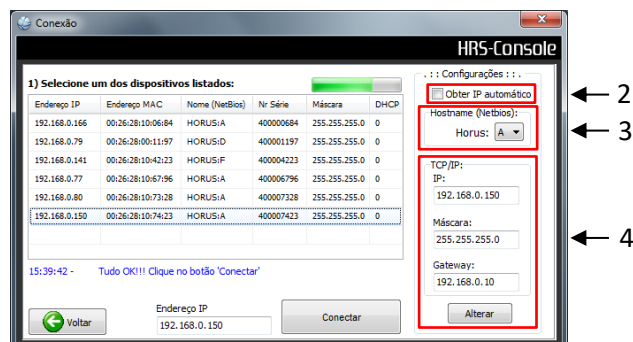 Conexão
HRS-Console
1) Selecione um dos dispositivos listados:
Endereço IP Endereço MAC Nome (NetBios) Nr Série Máscara DHCP
192.168.0.166 00:26:28:10:06:84 HORUS:A 400000684 255.255.255.0 0
192.168.0.79 00:26:28:00:11:97 HORUS:D 400001197 255.255.255.0 0
192.168.0.141 00:26:28:10:42:23 HORUS:F 400004223 255.255.255.0 0
192.168.0.77 00:26:28:10:67:96 HORUS:A 400006796 255.255.255.0 0
192.168.0.80 00:26:28:10:73:28 HORUS:A 400007328 255.255.255.0 0
192.168.0.150 00:26:28:10:74:23 HORUS:A 400007423 255.255.255.0 0
15:39:42 - Tudo OK!!! Clique no botão 'Conectar'
Voltar
Endereço IP
192.168.0.150
Conectar
. : : Configurações : : .
Obter IP automático
2
Hostname (Netbios):
Horus: A
3
TCP/IP:
IP:
192.168.0.150
Máscara:
255.255.255.0
4
Gateway:
192.168.0.10
Alterar